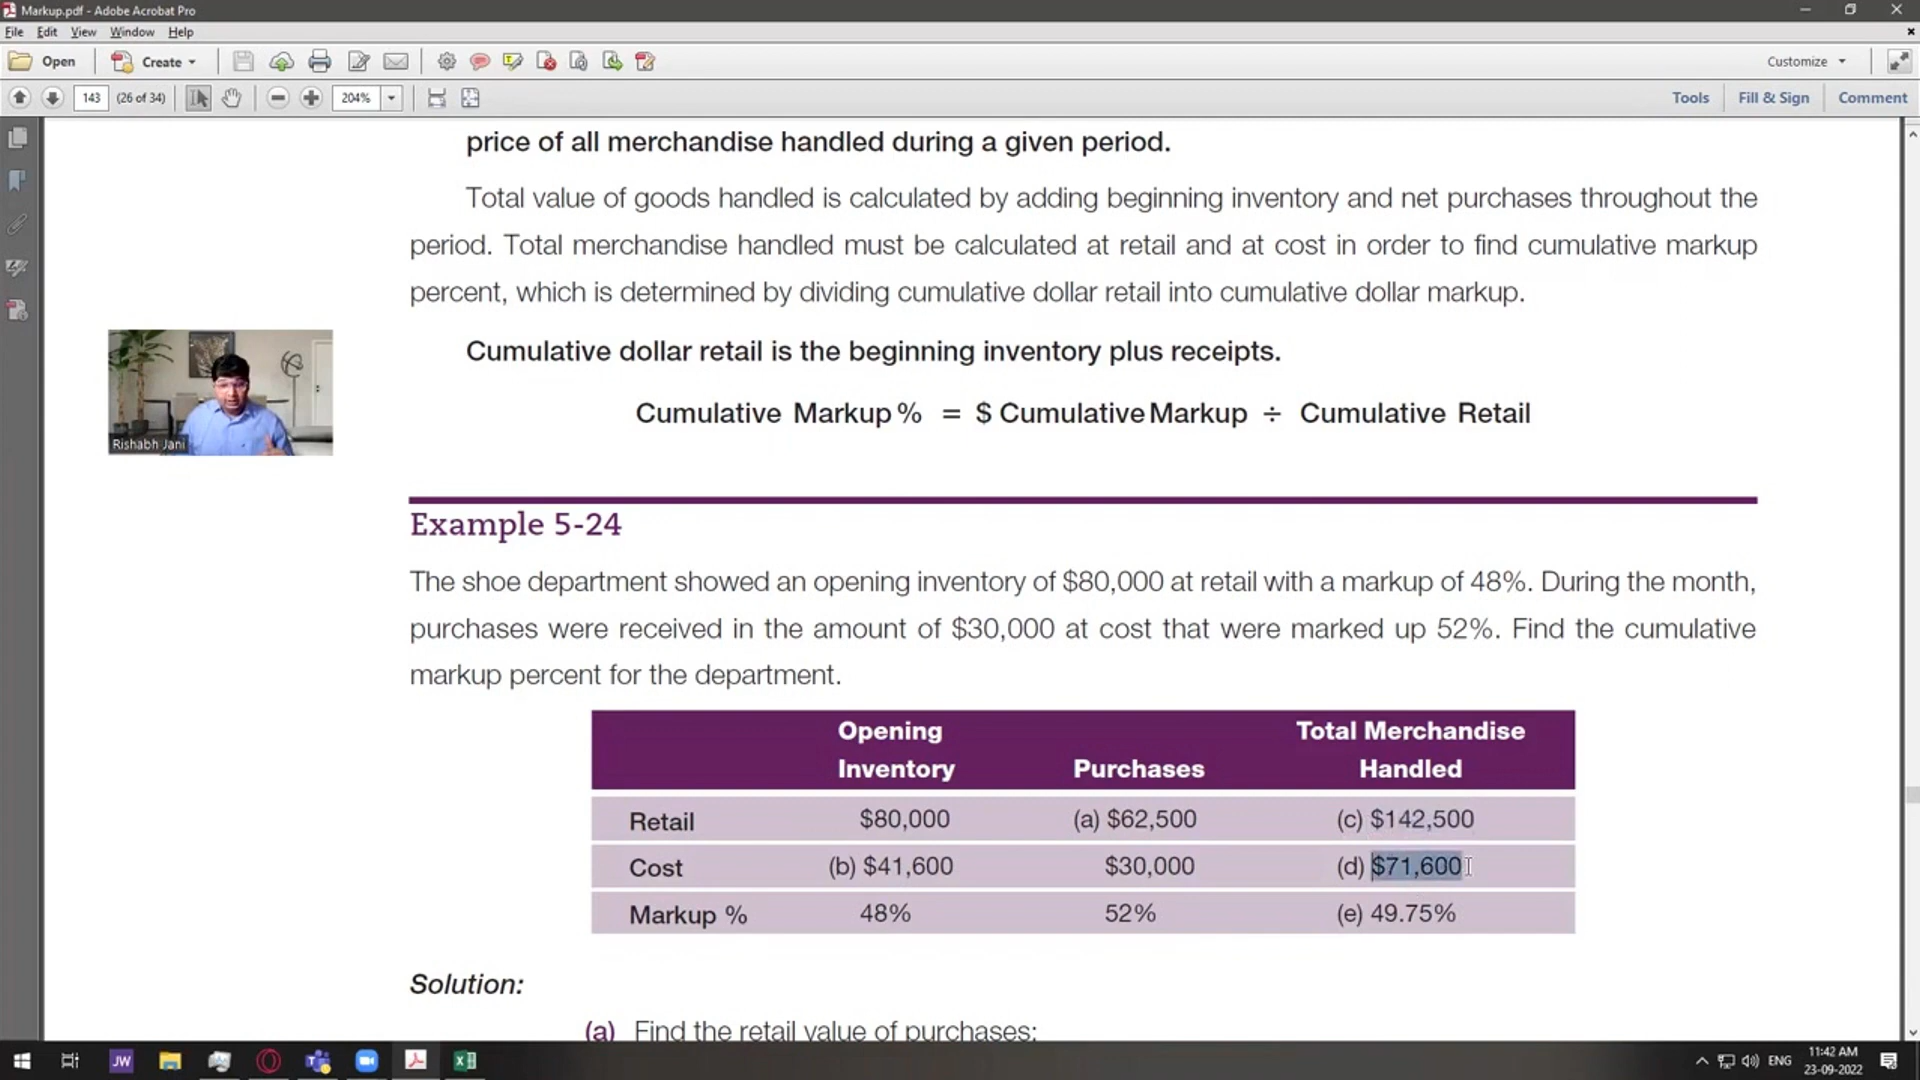 Markup.pdf - Adobe Acrobat Pro
File Edit View Window Help
Open Create Customize
143 (26 of 34) 204% Tools Fill & Sign Comment
price of all merchandise handled during a given period.
Total value of goods handled is calculated by adding beginning inventory and net purchases throughout the
period. Total merchandise handled must be calculated at retail and at cost in order to find cumulative markup
percent, which is determined by dividing cumulative dollar retail into cumulative dollar markup.
Cumulative dollar retail is the beginning inventory plus receipts.
Cumulative Markup % = $ Cumulative Markup ÷ Cumulative Retail
Rishabh Jani
Example 5-24
The shoe department showed an opening inventory of $80,000 at retail with a markup of 48%. During the month,
purchases were received in the amount of $30,000 at cost that were marked up 52%. Find the cumulative
markup percent for the department.
Opening Total Merchandise
Inventory Purchases Handled
Retail $80,000 (a) $62,500 (c) $142,500
Cost (b) $41,600 $30,000 (d) $71,600
Markup % 48% 52% (e) 49.75%
Solution:
(a) Find the retail value of purchases:
JW ENG 11:42 AM
23-09-2022